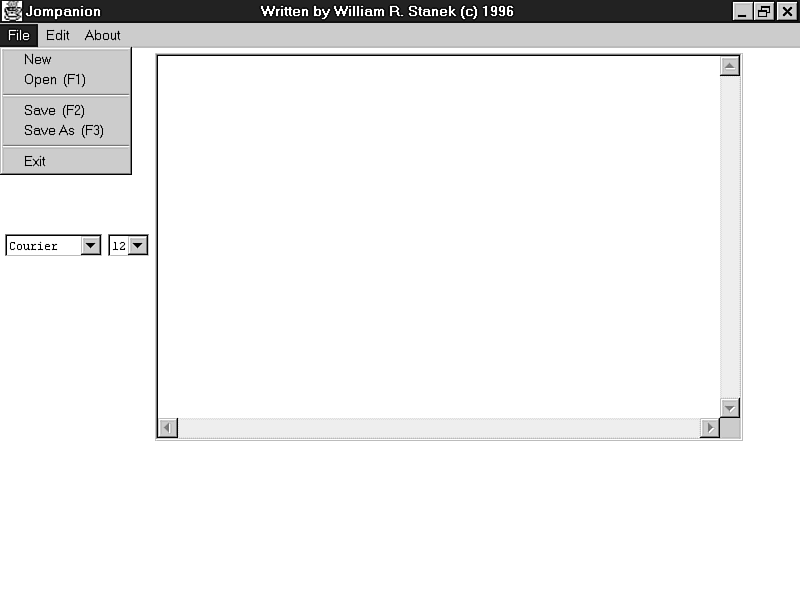 Jompanion Written by William R. Stanek (c) 1996
File Edit About
New
Open (F1)
Save (F2)
Save As (F3)
Exit
Courier 12